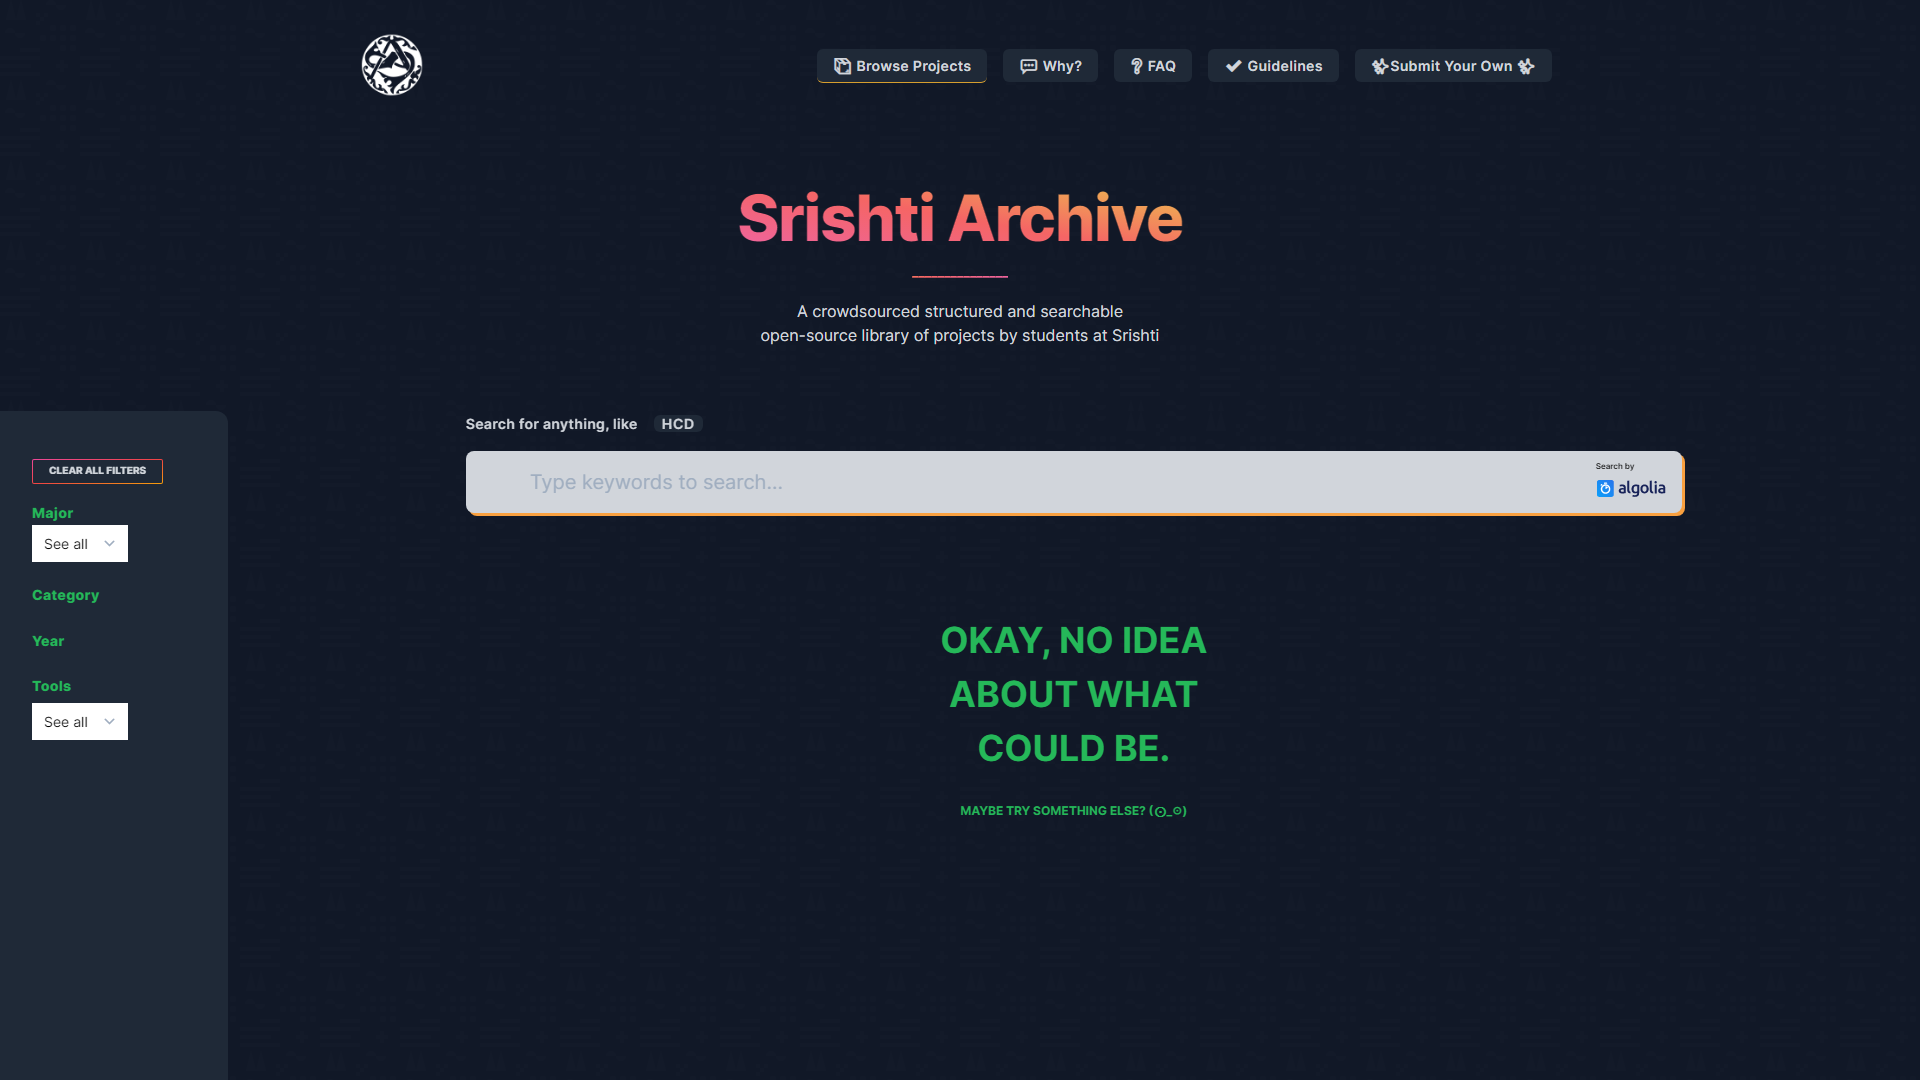 Browse Projects
Why?
FAQ
Guidelines
Submit Your Own
Srishti Archive
A crowdsourced structured and searchable
open-source library of projects by students at Srishti
Search for anything, like HCD
Type keywords to search...
Search by
algolia
CLEAR ALL FILTERS
Major
See all
Category
Year
Tools
See all
OKAY, NO IDEA
ABOUT WHAT
COULD BE.
MAYBE TRY SOMETHING ELSE? (⊙_⊙)